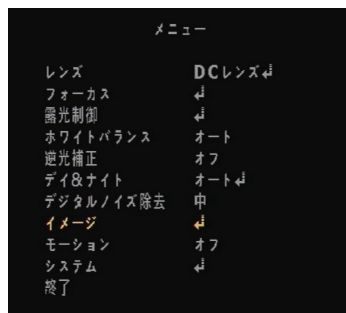 メニュー
レンズ DCレンズ↲
フォーカス ↲
露光制御 ↲
ホワイトバランス オート
逆光補正 オフ
デイ&ナイト オート↲
デジタルノイズ除去 中
イメージ ↲
モーション オフ
システム ↲
終了